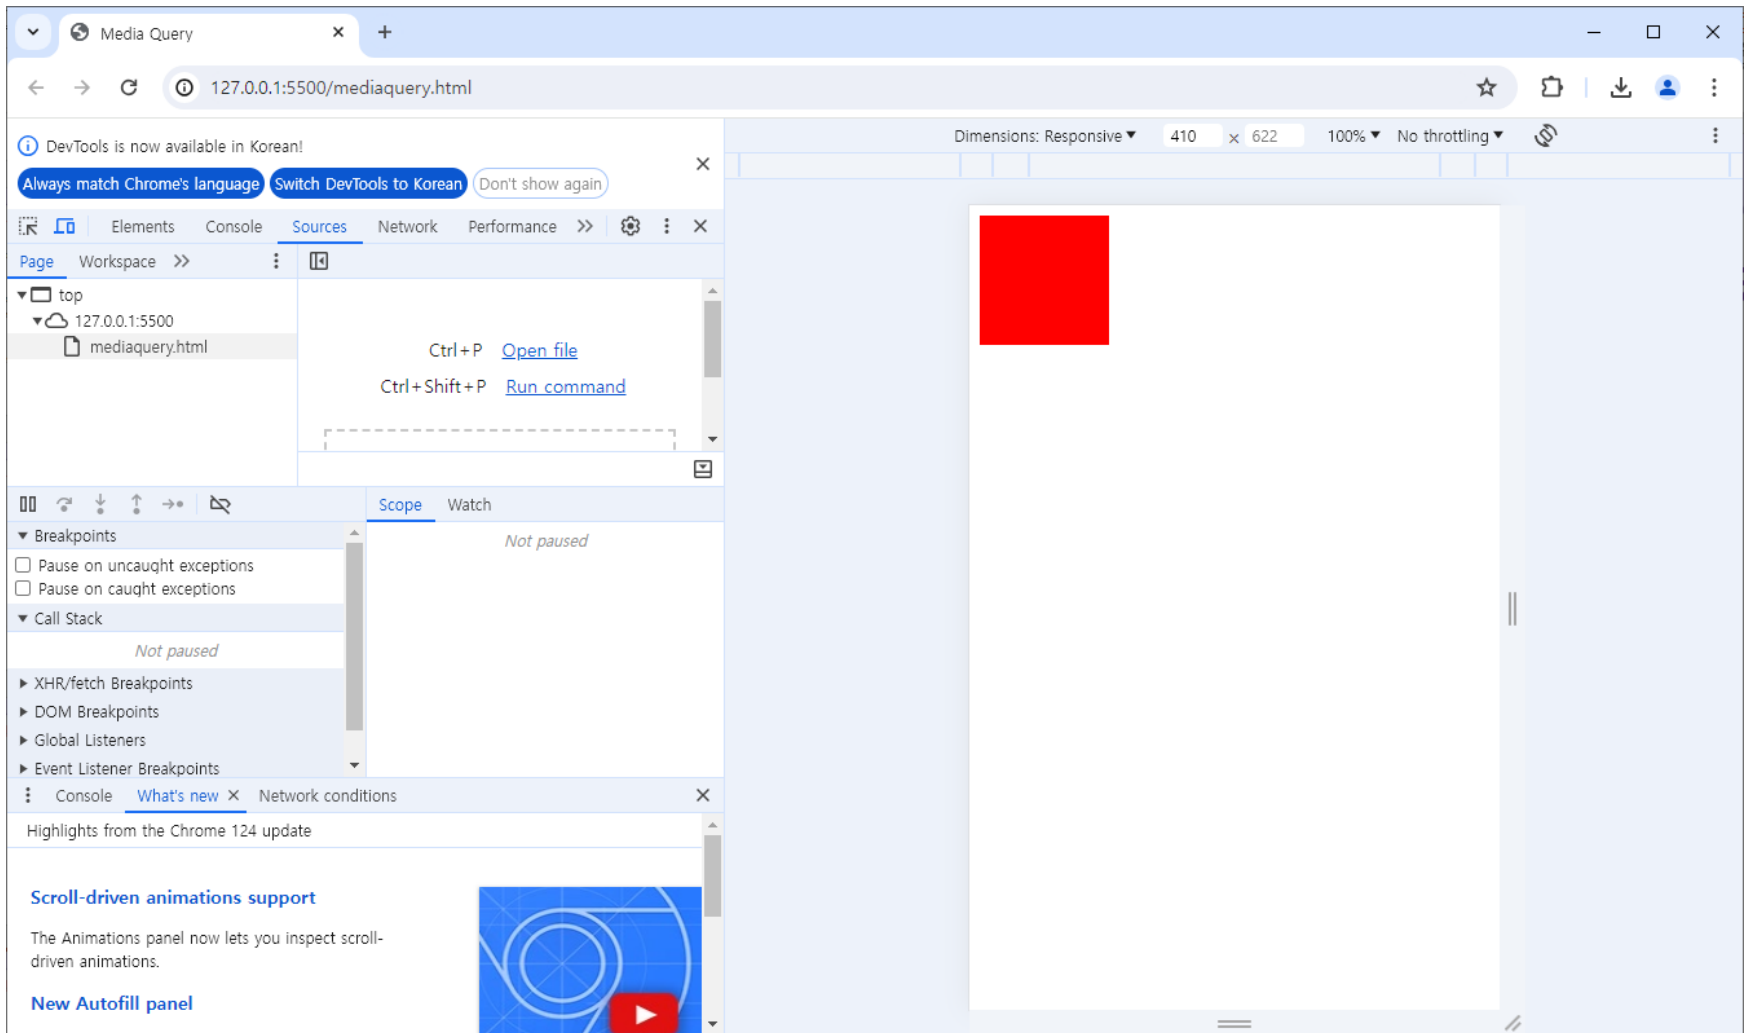 Media Query
127.0.0.1:5500/mediaquery.html
DevTools is now available in Korean!
Always match Chrome's language Switch DevTools to Korean Don't show again
Elements Console Sources Network Performance
Page Workspace
top
127.0.0.1:5500
mediaquery.html
Ctrl+P Open file
Ctrl+Shift+P Run command
Scope Watch
Not paused
Breakpoints
Pause on uncaught exceptions
Pause on caught exceptions
Call Stack
Not paused
XHR/fetch Breakpoints
DOM Breakpoints
Global Listeners
Event Listener Breakpoints
Console What's new Network conditions
Highlights from the Chrome 124 update
Scroll-driven animations support
The Animations panel now lets you inspect scroll-
driven animations.
New Autofill panel
Dimensions: Responsive 410 × 622 100% No throttling